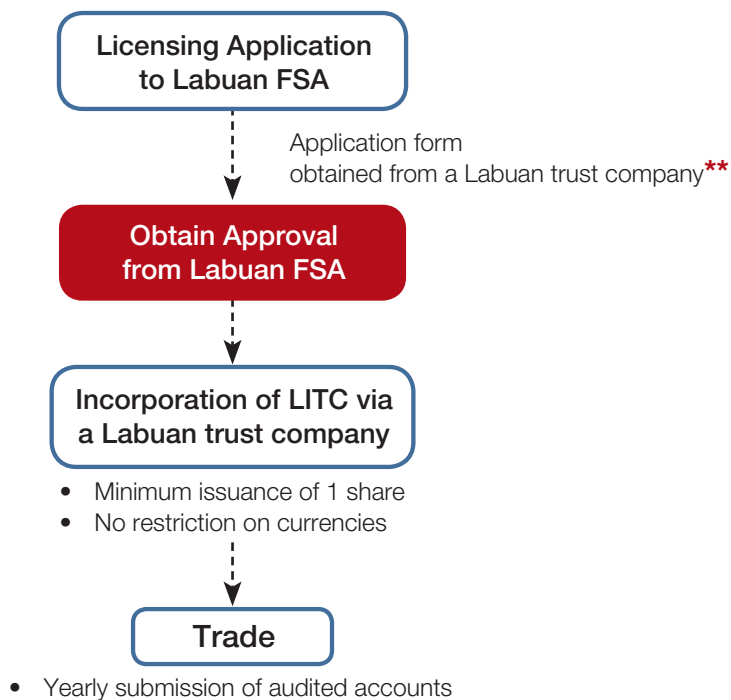 Licensing Application
to Labuan FSA
Application form
obtained from a Labuan trust company**
Obtain Approval
from Labuan FSA
Incorporation of LITC via
a Labuan trust company
• Minimum issuance of 1 share
• No restriction on currencies
Trade
• Yearly submission of audited accounts